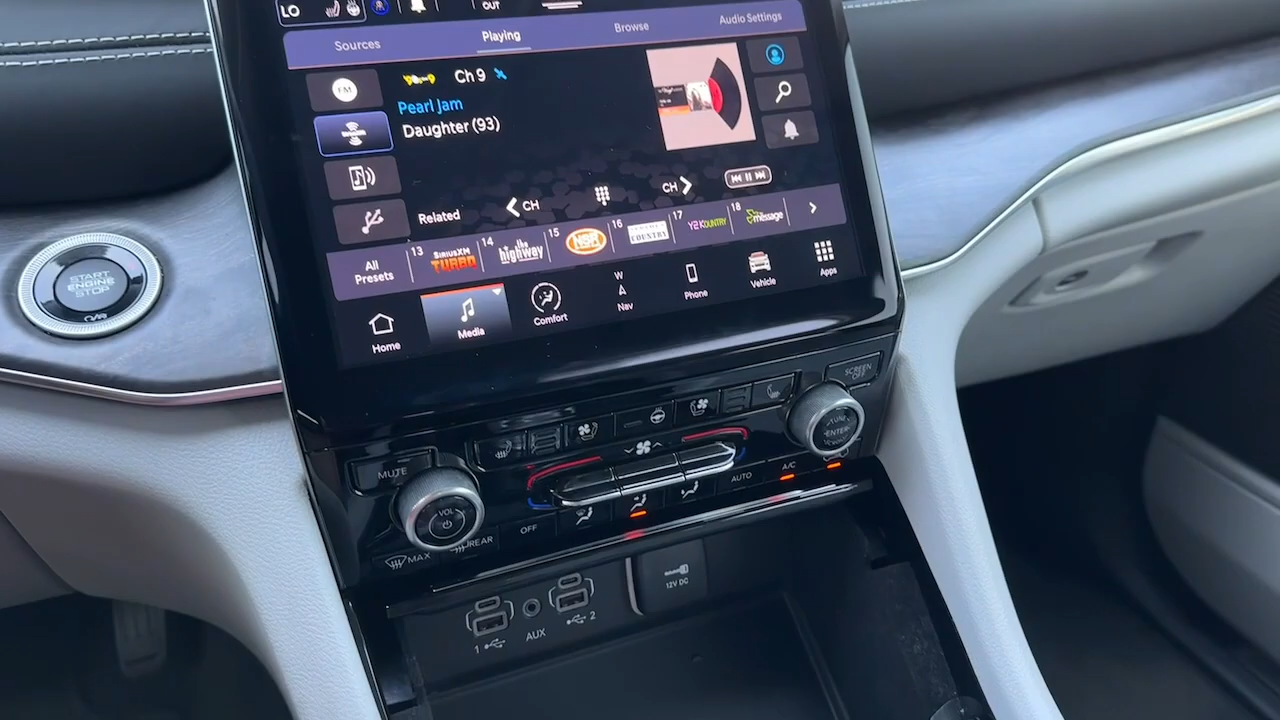 LO
OUT
Sources
Playing
Browse
Audio Settings
FM
Ch 9
Pearl Jam
Daughter (93)
Related
CH
CH
All
Presets
13
SIRIUSXM
TURBO
14
the
highway
15
16
COUNTRY
17
Y2KOUNTRY
18
message
Home
Media
Comfort
W
Nav
Phone
Vehicle
Apps
START
ENGINE
STOP
SCREEN
OFF
MUTE
VOL
ENTER
MAX
REAR
OFF
AUTO
A/C
1
AUX
2
12V DC